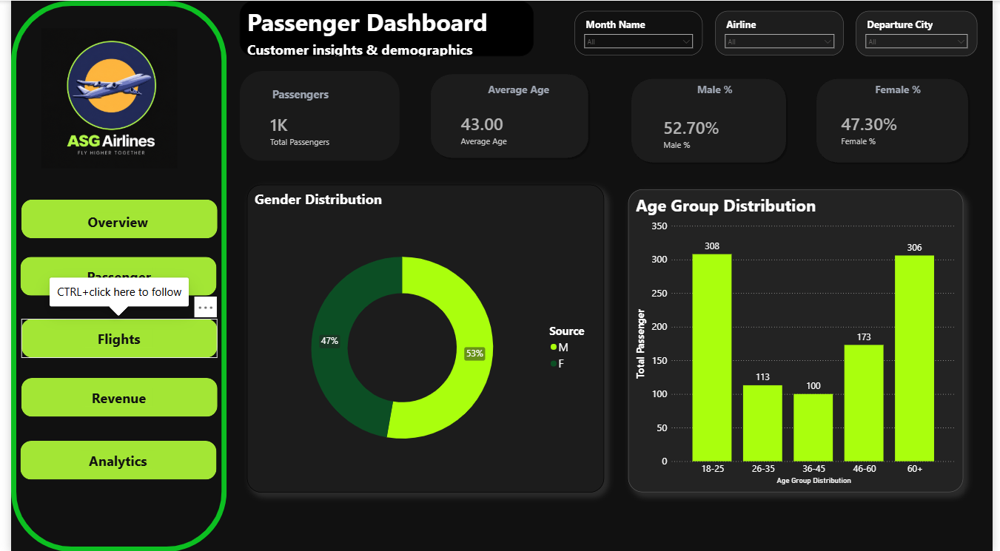 ASG Airlines
FLY HIGHER TOGETHER
Overview
Passenger
CTRL+click here to follow
Flights
Revenue
Analytics
Passenger Dashboard
Customer insights & demographics
Month Name
All
Airline
All
Departure City
All
Passengers
1K
Total Passengers
Average Age
43.00
Average Age
Male %
52.70%
Male %
Female %
47.30%
Female %
Gender Distribution
47%
53%
Source
M
F
Age Group Distribution
Total Passenger
350
300
250
200
150
100
50
0
308
113
100
173
306
18-25
26-35
36-45
46-60
60+
Age Group Distribution